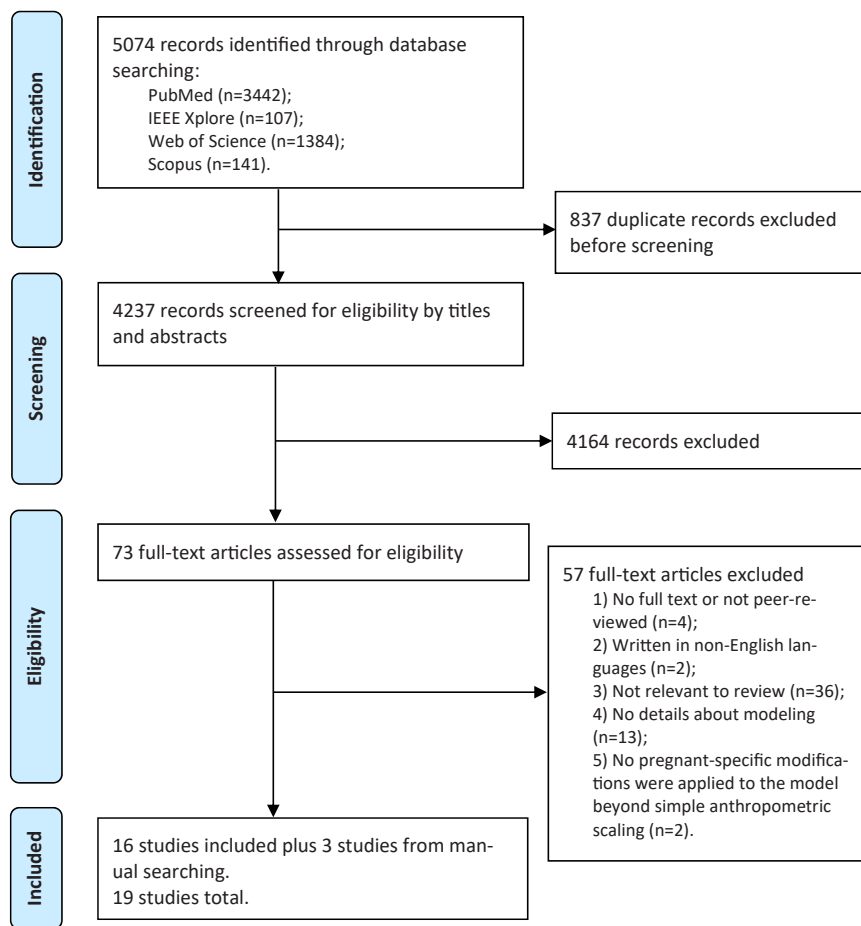 Identification
5074 records identified through database
searching:
PubMed (n=3442);
IEEE Xplore (n=107);
Web of Science (n=1384);
Scopus (n=141).
837 duplicate records excluded
before screening
Screening
4237 records screened for eligibility by titles
and abstracts
4164 records excluded
Eligibility
73 full-text articles assessed for eligibility
57 full-text articles excluded
1) No full text or not peer-re-
viewed (n=4);
2) Written in non-English lan-
guages (n=2);
3) Not relevant to review (n=36);
4) No details about modeling
(n=13);
5) No pregnant-specific modifica-
tions were applied to the model
beyond simple anthropometric
scaling (n=2).
Included
16 studies included plus 3 studies from man-
ual searching.
19 studies total.